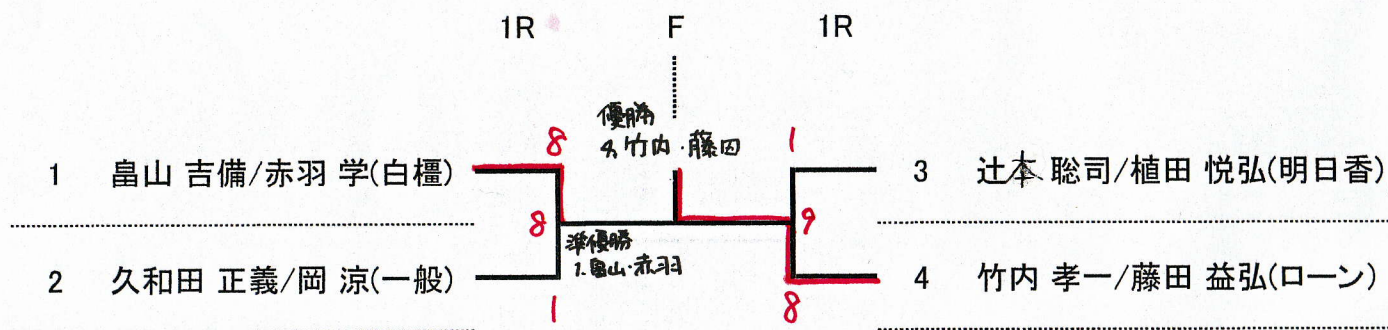 1R F 1R
優勝
4. 竹内・藤田
8 1
1 畠山 吉備/赤羽 学(白橿) 3 辻本 聡司/植田 悦弘(明日香)
8 9
準優勝
1. 畠山・赤羽
2 久和田 正義/岡 涼(一般) 4 竹内 孝一/藤田 益弘(ローン)
1 8